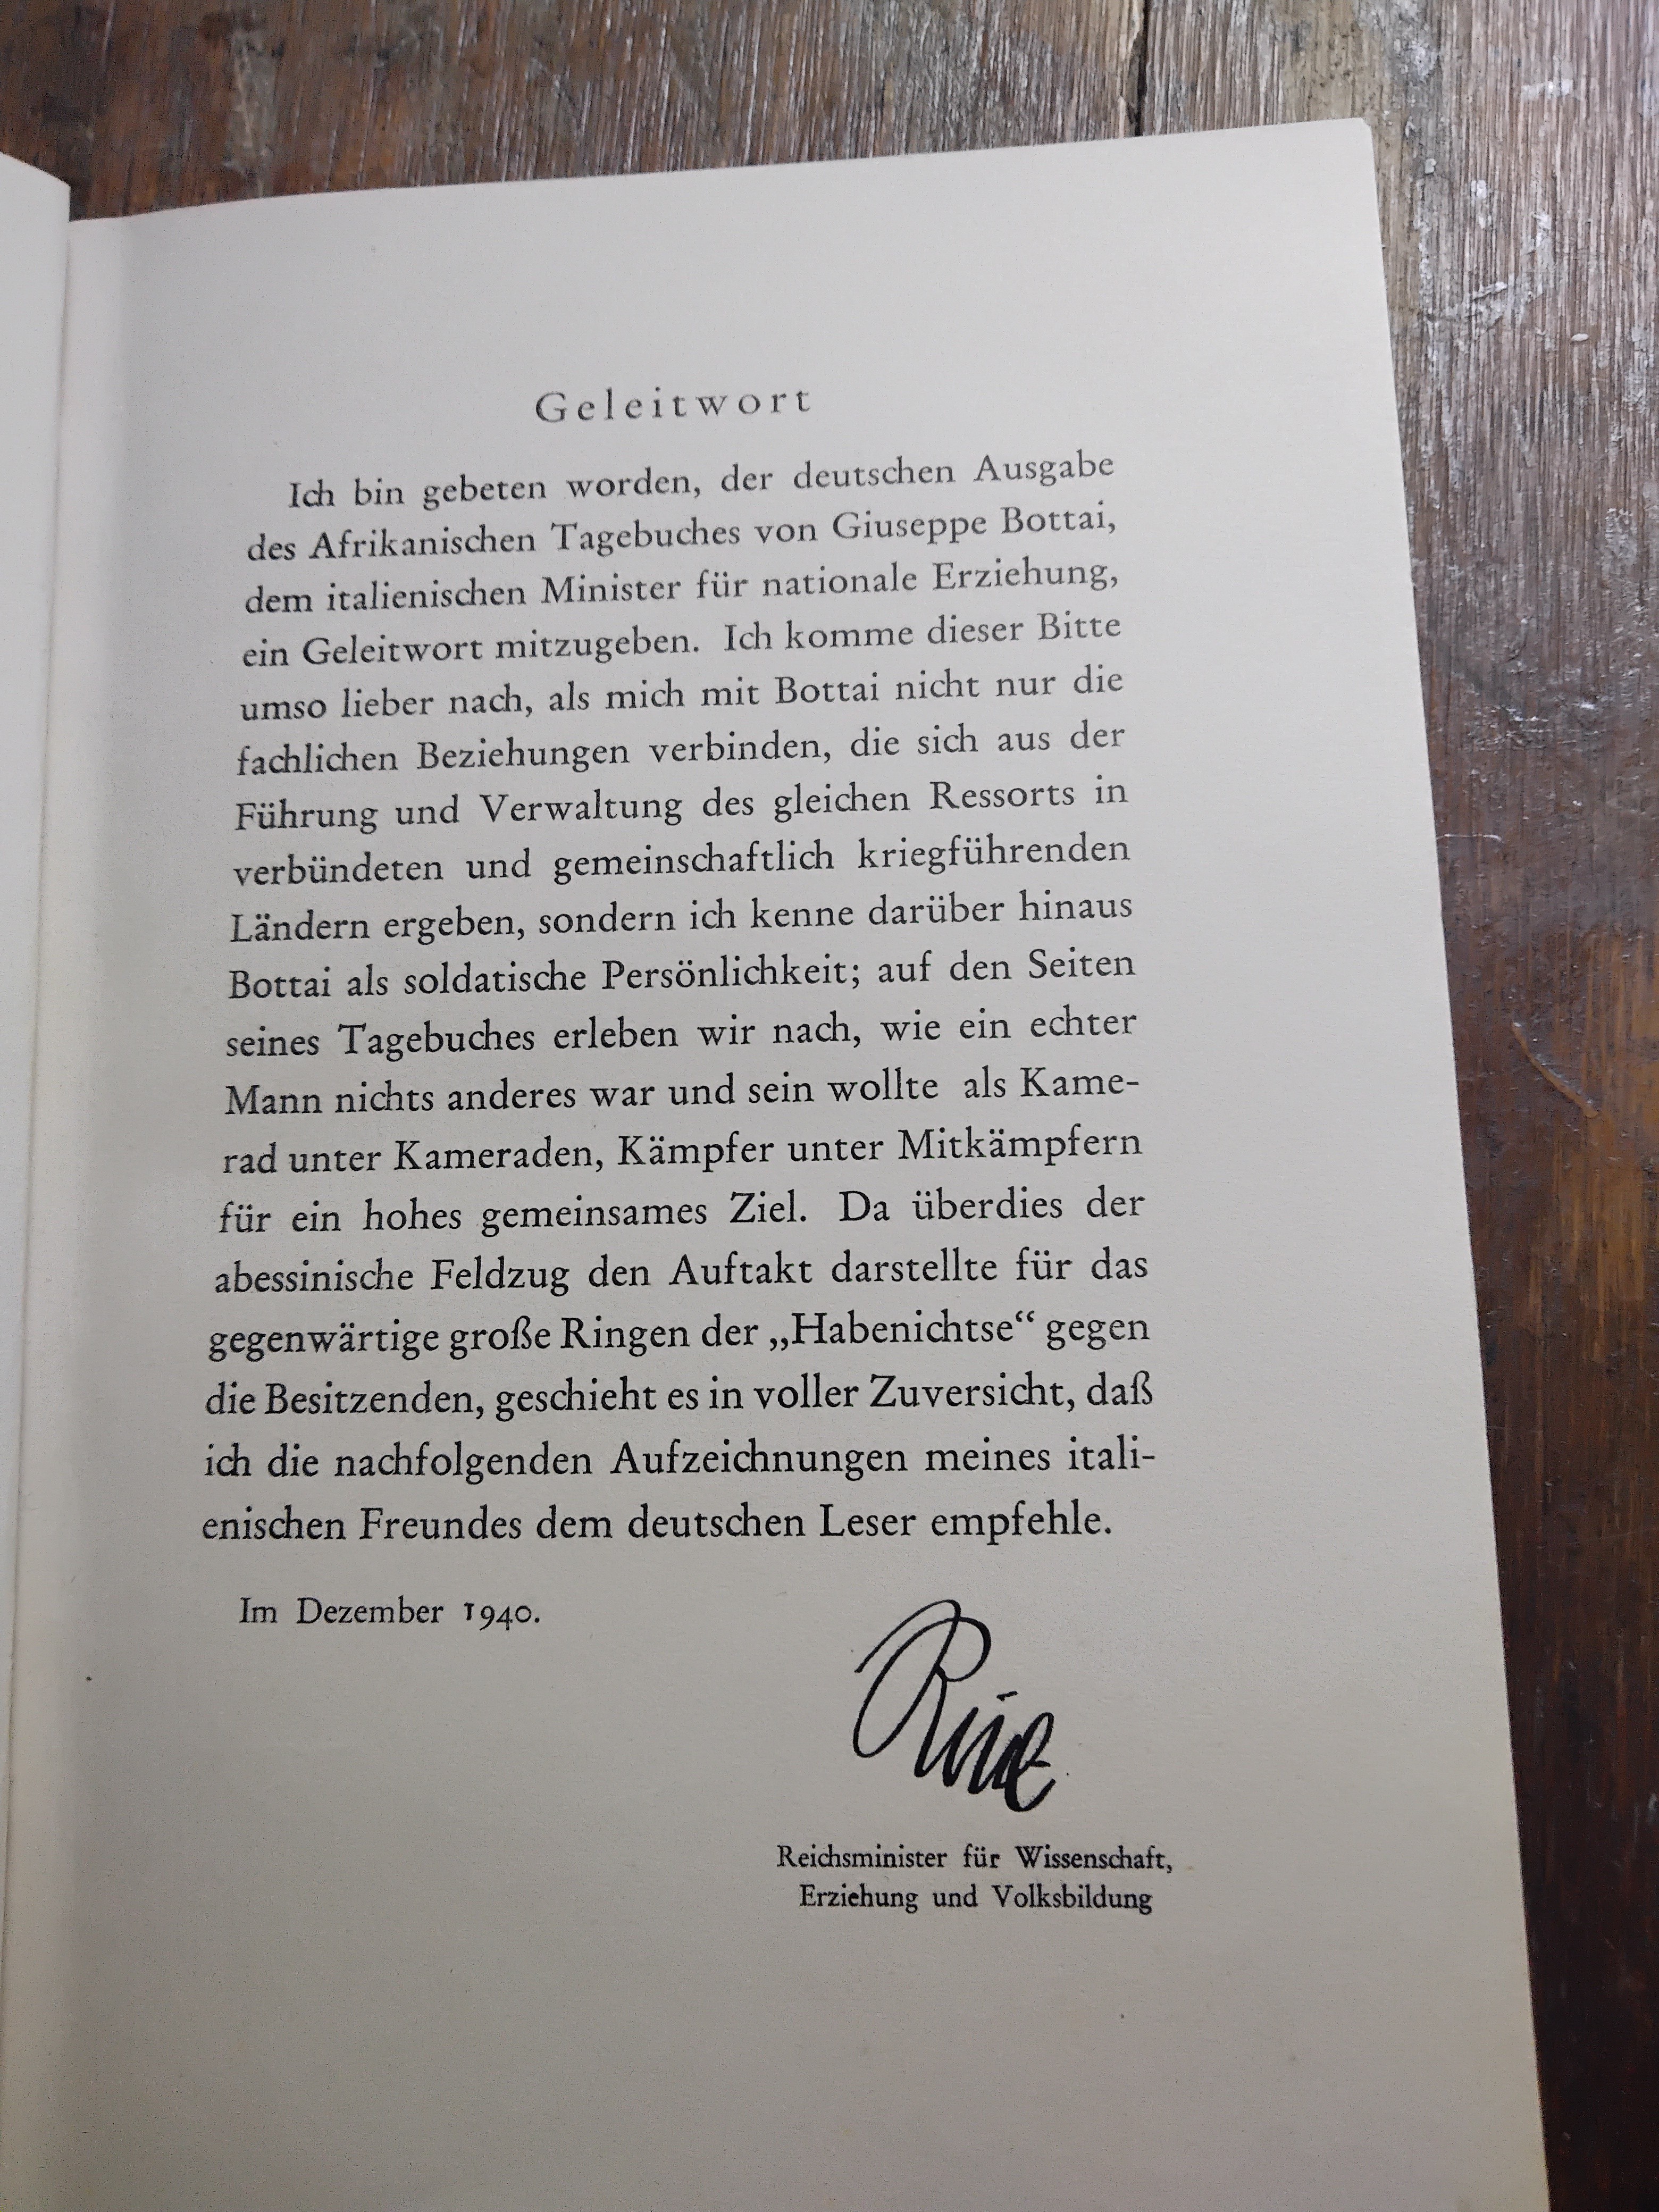 Geleitwort
Ich bin gebeten worden, der deutschen Ausgabe
des Afrikanischen Tagebuches von Giuseppe Bottai,
dem italienischen Minister für nationale Erziehung,
ein Geleitwort mitzugeben. Ich komme dieser Bitte
umso lieber nach, als mich mit Bottai nicht nur die
fachlichen Beziehungen verbinden, die sich aus der
Führung und Verwaltung des gleichen Ressorts in
verbündeten und gemeinschaftlich kriegführenden
Ländern ergeben, sondern ich kenne darüber hinaus
Bottai als soldatische Persönlichkeit; auf den Seiten
seines Tagebuches erleben wir nach, wie ein echter
Mann nichts anderes war und sein wollte als Kame-
rad unter Kameraden, Kämpfer unter Mitkämpfern
für ein hohes gemeinsames Ziel. Da überdies der
abessinische Feldzug den Auftakt darstellte für das
gegenwärtige große Ringen der „Habenichtse“ gegen
die Besitzenden, geschieht es in voller Zuversicht, daß
ich die nachfolgenden Aufzeichnungen meines itali-
enischen Freundes dem deutschen Leser empfehle.
Im Dezember 1940.
Reichsminister für Wissenschaft,
Erziehung und Volksbildung